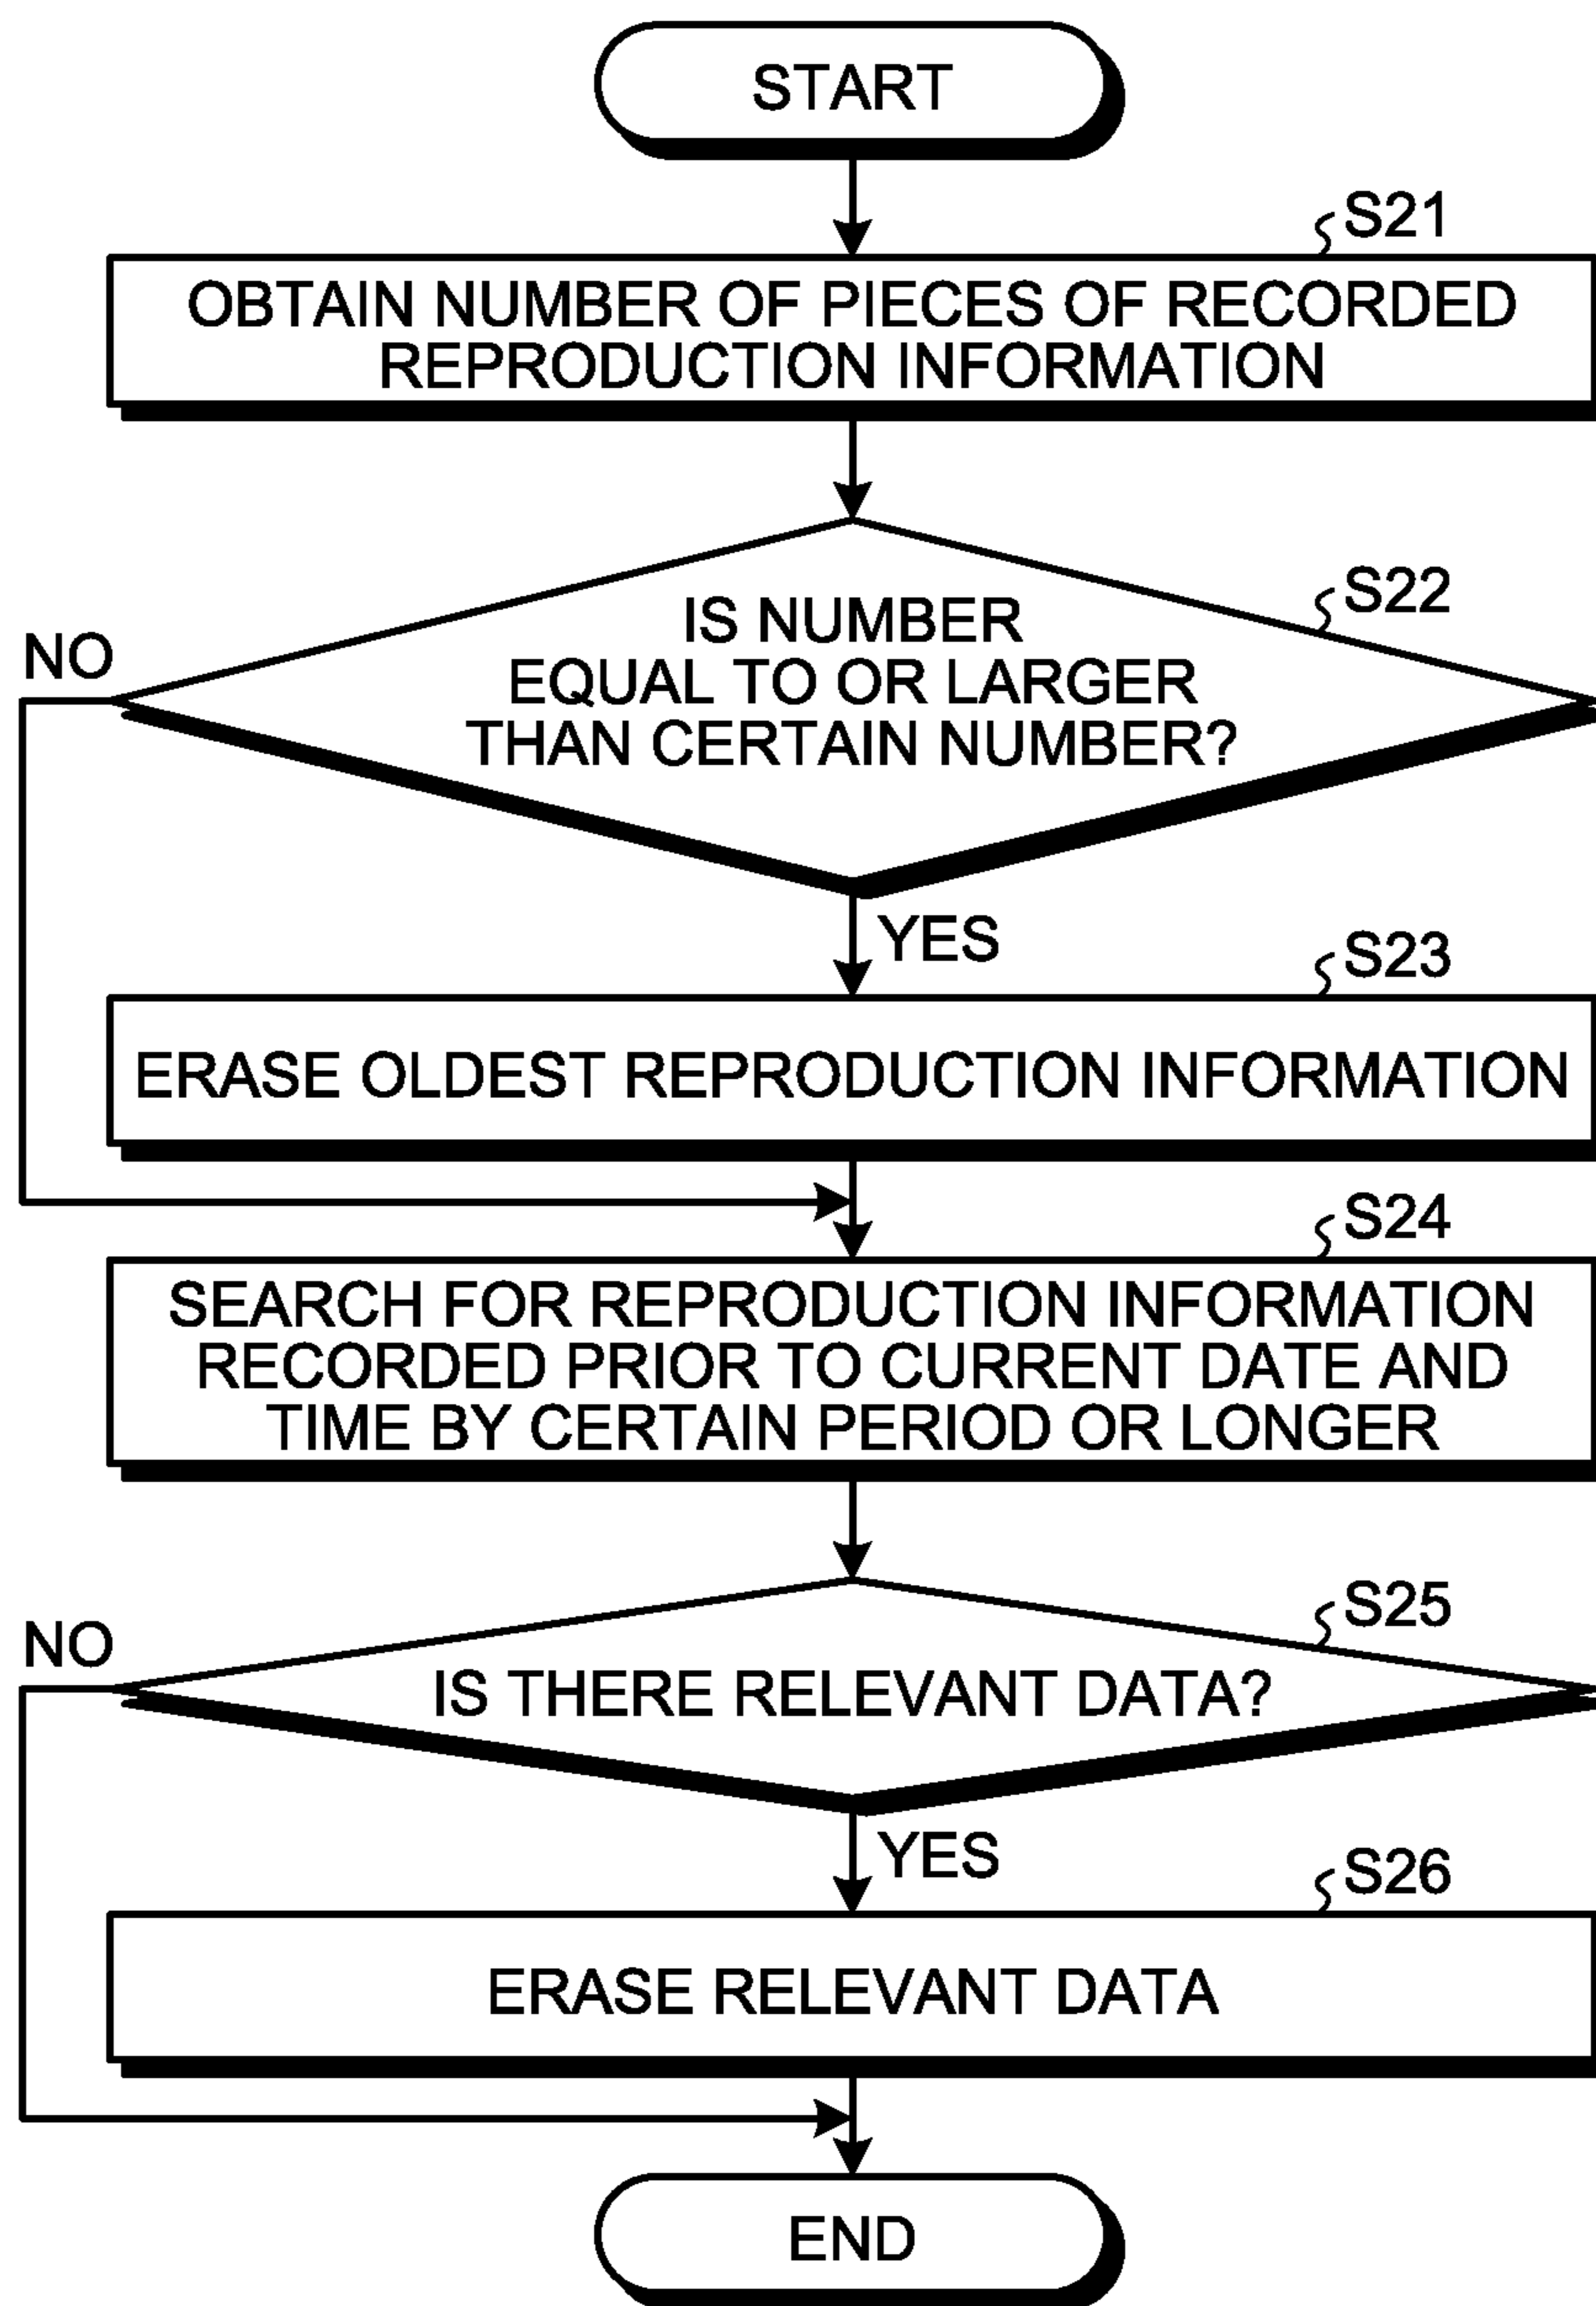 START
S21
OBTAIN NUMBER OF PIECES OF RECORDED
REPRODUCTION INFORMATION
S22
IS NUMBER
NO
EQUAL TO OR LARGER
THAN CERTAIN NUMBER?
YES
S23
ERASE OLDEST REPRODUCTION INFORMATION
S24
SEARCH FOR REPRODUCTION INFORMATION
RECORDED PRIOR TO CURRENT DATE AND
TIME BY CERTAIN PERIOD OR LONGER
S25
NO
IS THERE RELEVANT DATA?
YES
S26
ERASE RELEVANT DATA
END